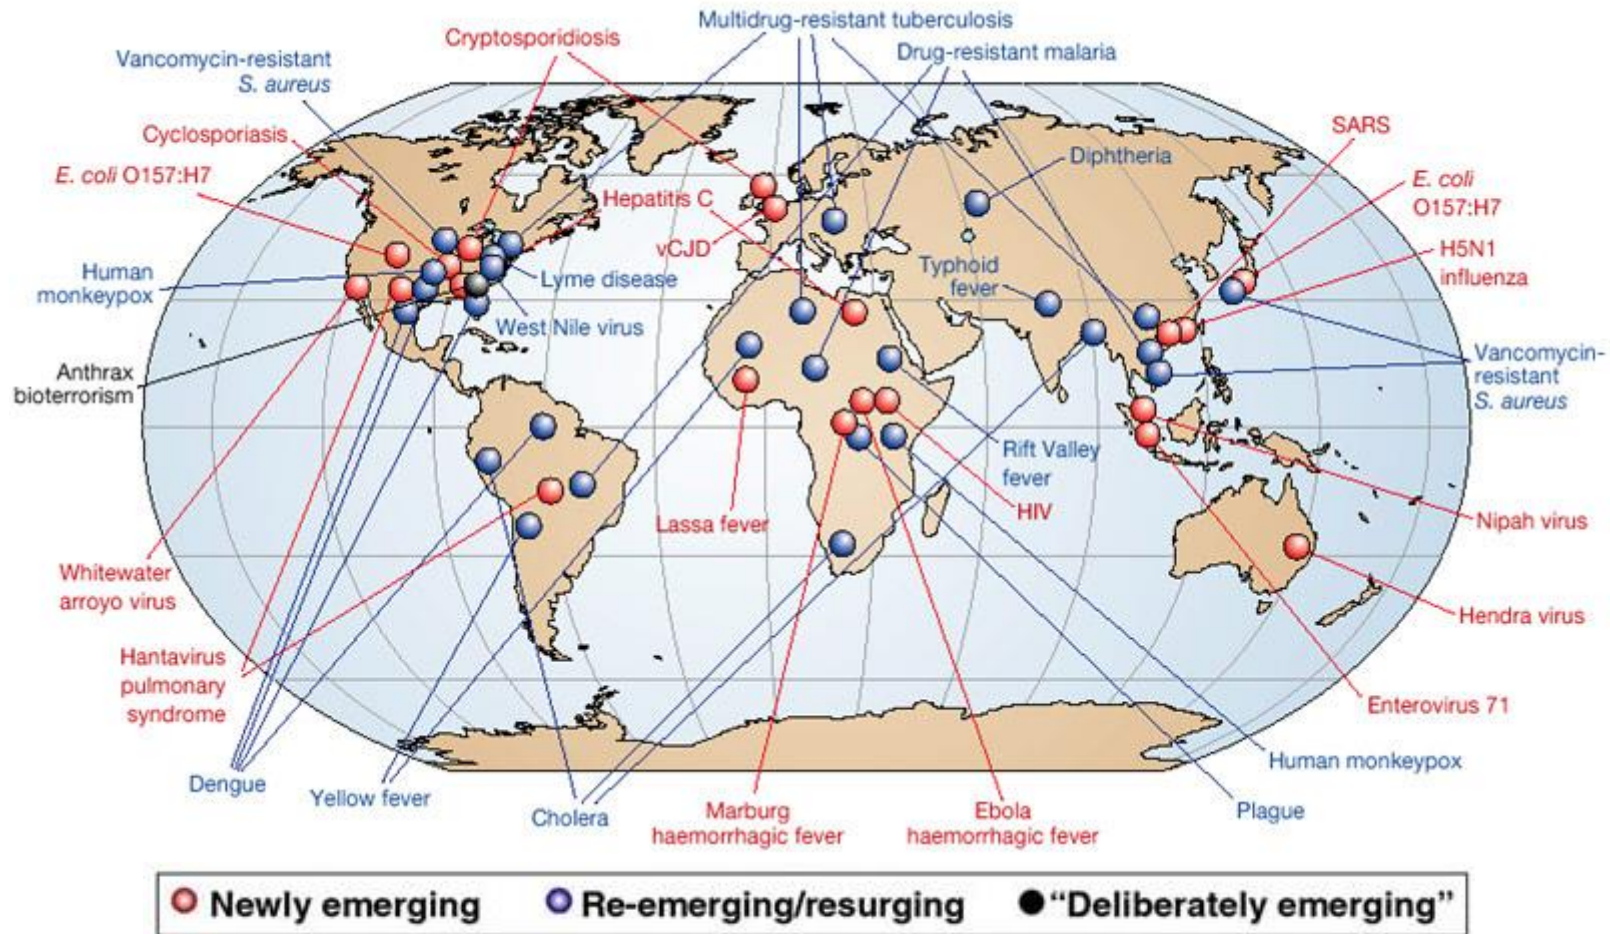 Multidrug-resistant tuberculosis
Cryptosporidiosis
Drug-resistant malaria
Vancomycin-resistant
S. aureus
Cyclosporiasis
SARS
Diphtheria
E. coli O157:H7
E. coli
O157:H7
Hepatitis C
vCJD
H5N1
influenza
Human
monkeypox
Lyme disease
Typhoid
fever
West Nile virus
Anthrax
bioterrorism
Vancomycin-
resistant
S. aureus
Rift Valley
fever
HIV
Lassa fever
Nipah virus
Whitewater
arroyo virus
Hendra virus
Hantavirus
pulmonary
syndrome
Enterovirus 71
Human monkeypox
Dengue
Yellow fever
Cholera
Marburg
haemorrhagic fever
Ebola
haemorrhagic fever
Plague
Newly emerging
Re-emerging/resurging
“Deliberately emerging”